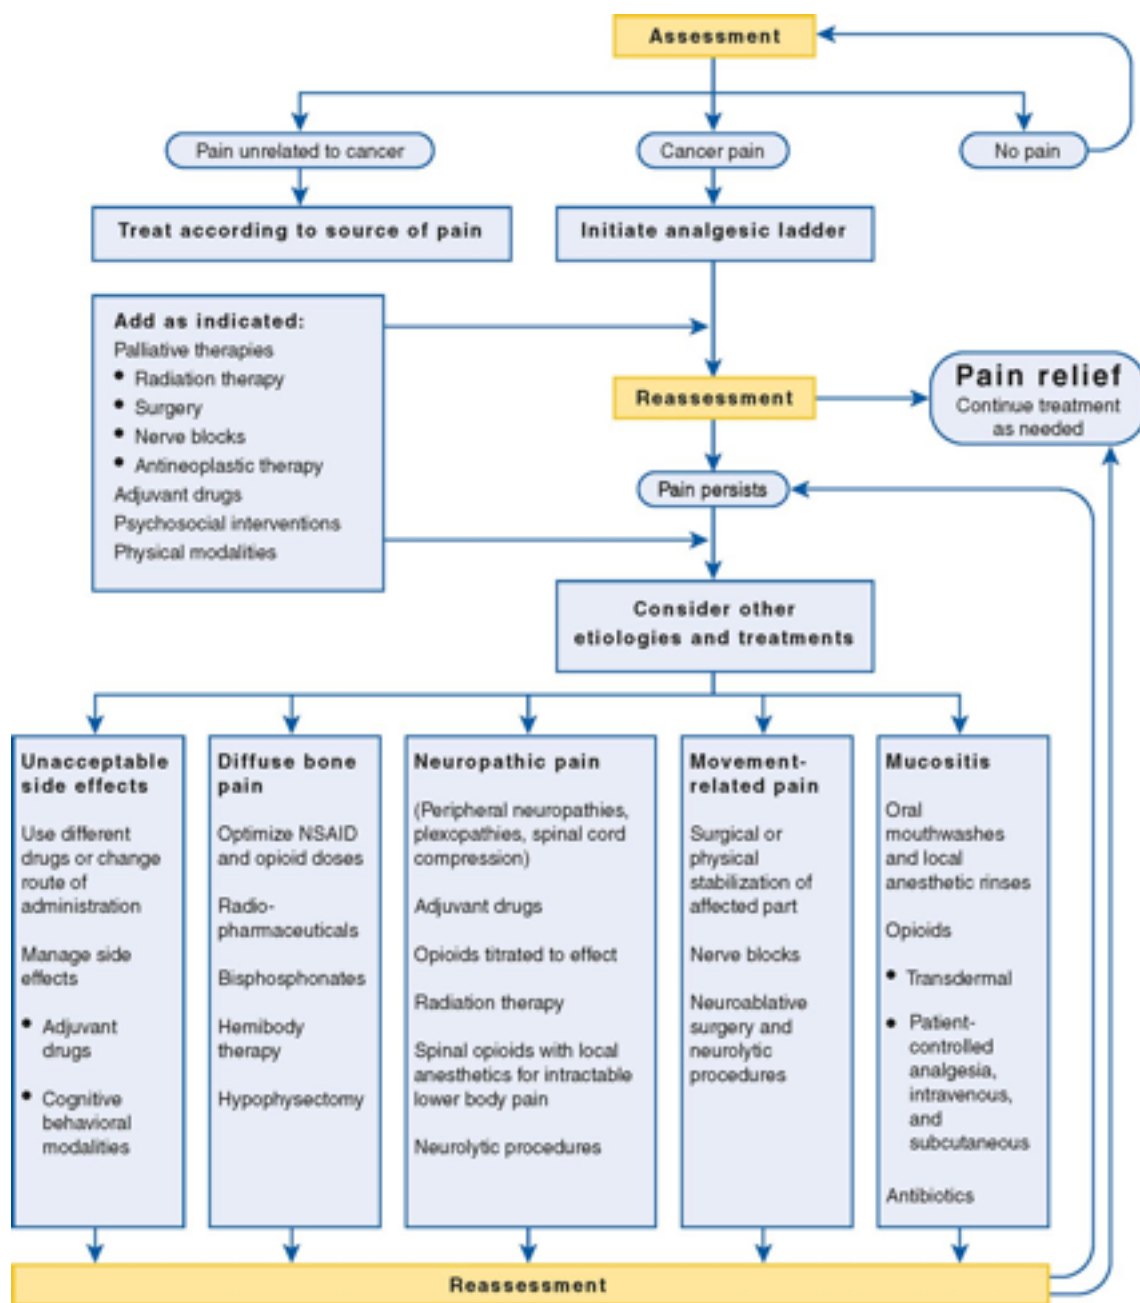 Assessment
Pain unrelated to cancer
Cancer pain
No pain
Treat according to source of pain
Initiate analgesic ladder
Add as indicated:
Palliative therapies
• Radiation therapy
• Surgery
• Nerve blocks
• Antineoplastic therapy
Adjuvant drugs
Psychosocial interventions
Physical modalities
Reassessment
Pain relief
Continue treatment
as needed
Pain persists
Consider other
etiologies and treatments
Unacceptable
side effects
Use different
drugs or change
route of
administration
Manage side
effects
• Adjuvant
drugs
• Cognitive
behavioral
modalities
Diffuse bone
pain
Optimize NSAID
and opioid doses
Radio-
pharmaceuticals
Bisphosphonates
Hemibody
therapy
Hypophysectomy
Neuropathic pain
(Peripheral neuropathies,
plexopathies, spinal cord
compression)
Adjuvant drugs
Opioids titrated to effect
Radiation therapy
Spinal opioids with local
anesthetics for intractable
lower body pain
Neurolytic procedures
Movement-
related pain
Surgical or
physical
stabilization of
affected part
Nerve blocks
Neuroablative
surgery and
neurolytic
procedures
Mucositis
Oral
mouthwashes
and local
anesthetic rinses
Opioids
• Transdermal
• Patient-
controlled
analgesia,
intravenous,
and
subcutaneous
Antibiotics
Reassessment